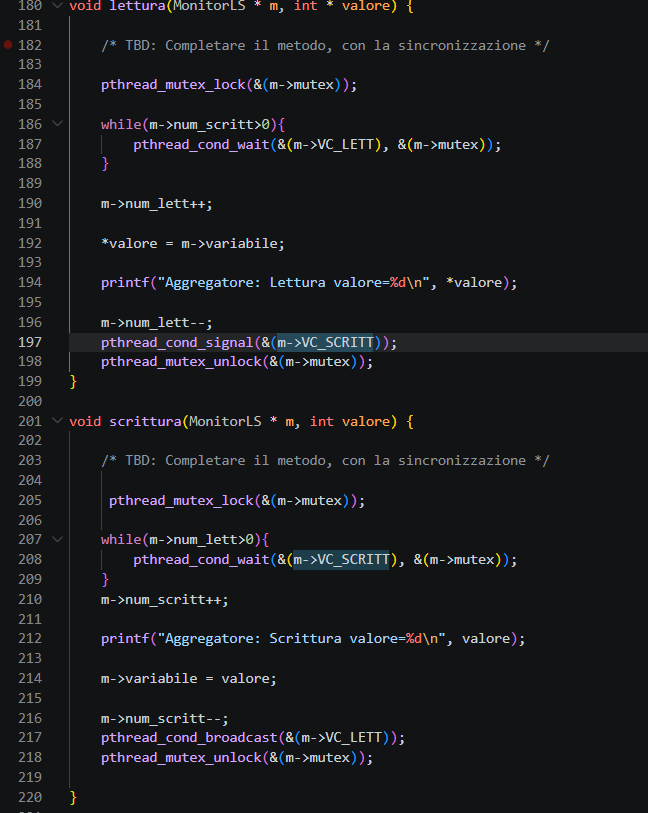 180 void lettura(MonitorLS * m, int * valore) {
181
182 /* TBD: Completare il metodo, con la sincronizzazione */
183
184 pthread_mutex_lock(&(m->mutex));
185
186 while(m->num_scritt>0){
187 pthread_cond_wait(&(m->VC_LETT), &(m->mutex));
188 }
189
190 m->num_lett++;
191
192 *valore = m->variabile;
193
194 printf("Aggregatore: Lettura valore=%d\n", *valore);
195
196 m->num_lett--;
197 pthread_cond_signal(&(m->VC_SCRITT));
198 pthread_mutex_unlock(&(m->mutex));
199 }
200
201 void scrittura(MonitorLS * m, int valore) {
202
203 /* TBD: Completare il metodo, con la sincronizzazione */
204
205 pthread_mutex_lock(&(m->mutex));
206
207 while(m->num_lett>0){
208 pthread_cond_wait(&(m->VC_SCRITT), &(m->mutex));
209 }
210 m->num_scritt++;
211
212 printf("Aggregatore: Scrittura valore=%d\n", valore);
213
214 m->variabile = valore;
215
216 m->num_scritt--;
217 pthread_cond_broadcast(&(m->VC_LETT));
218 pthread_mutex_unlock(&(m->mutex));
219
220 }